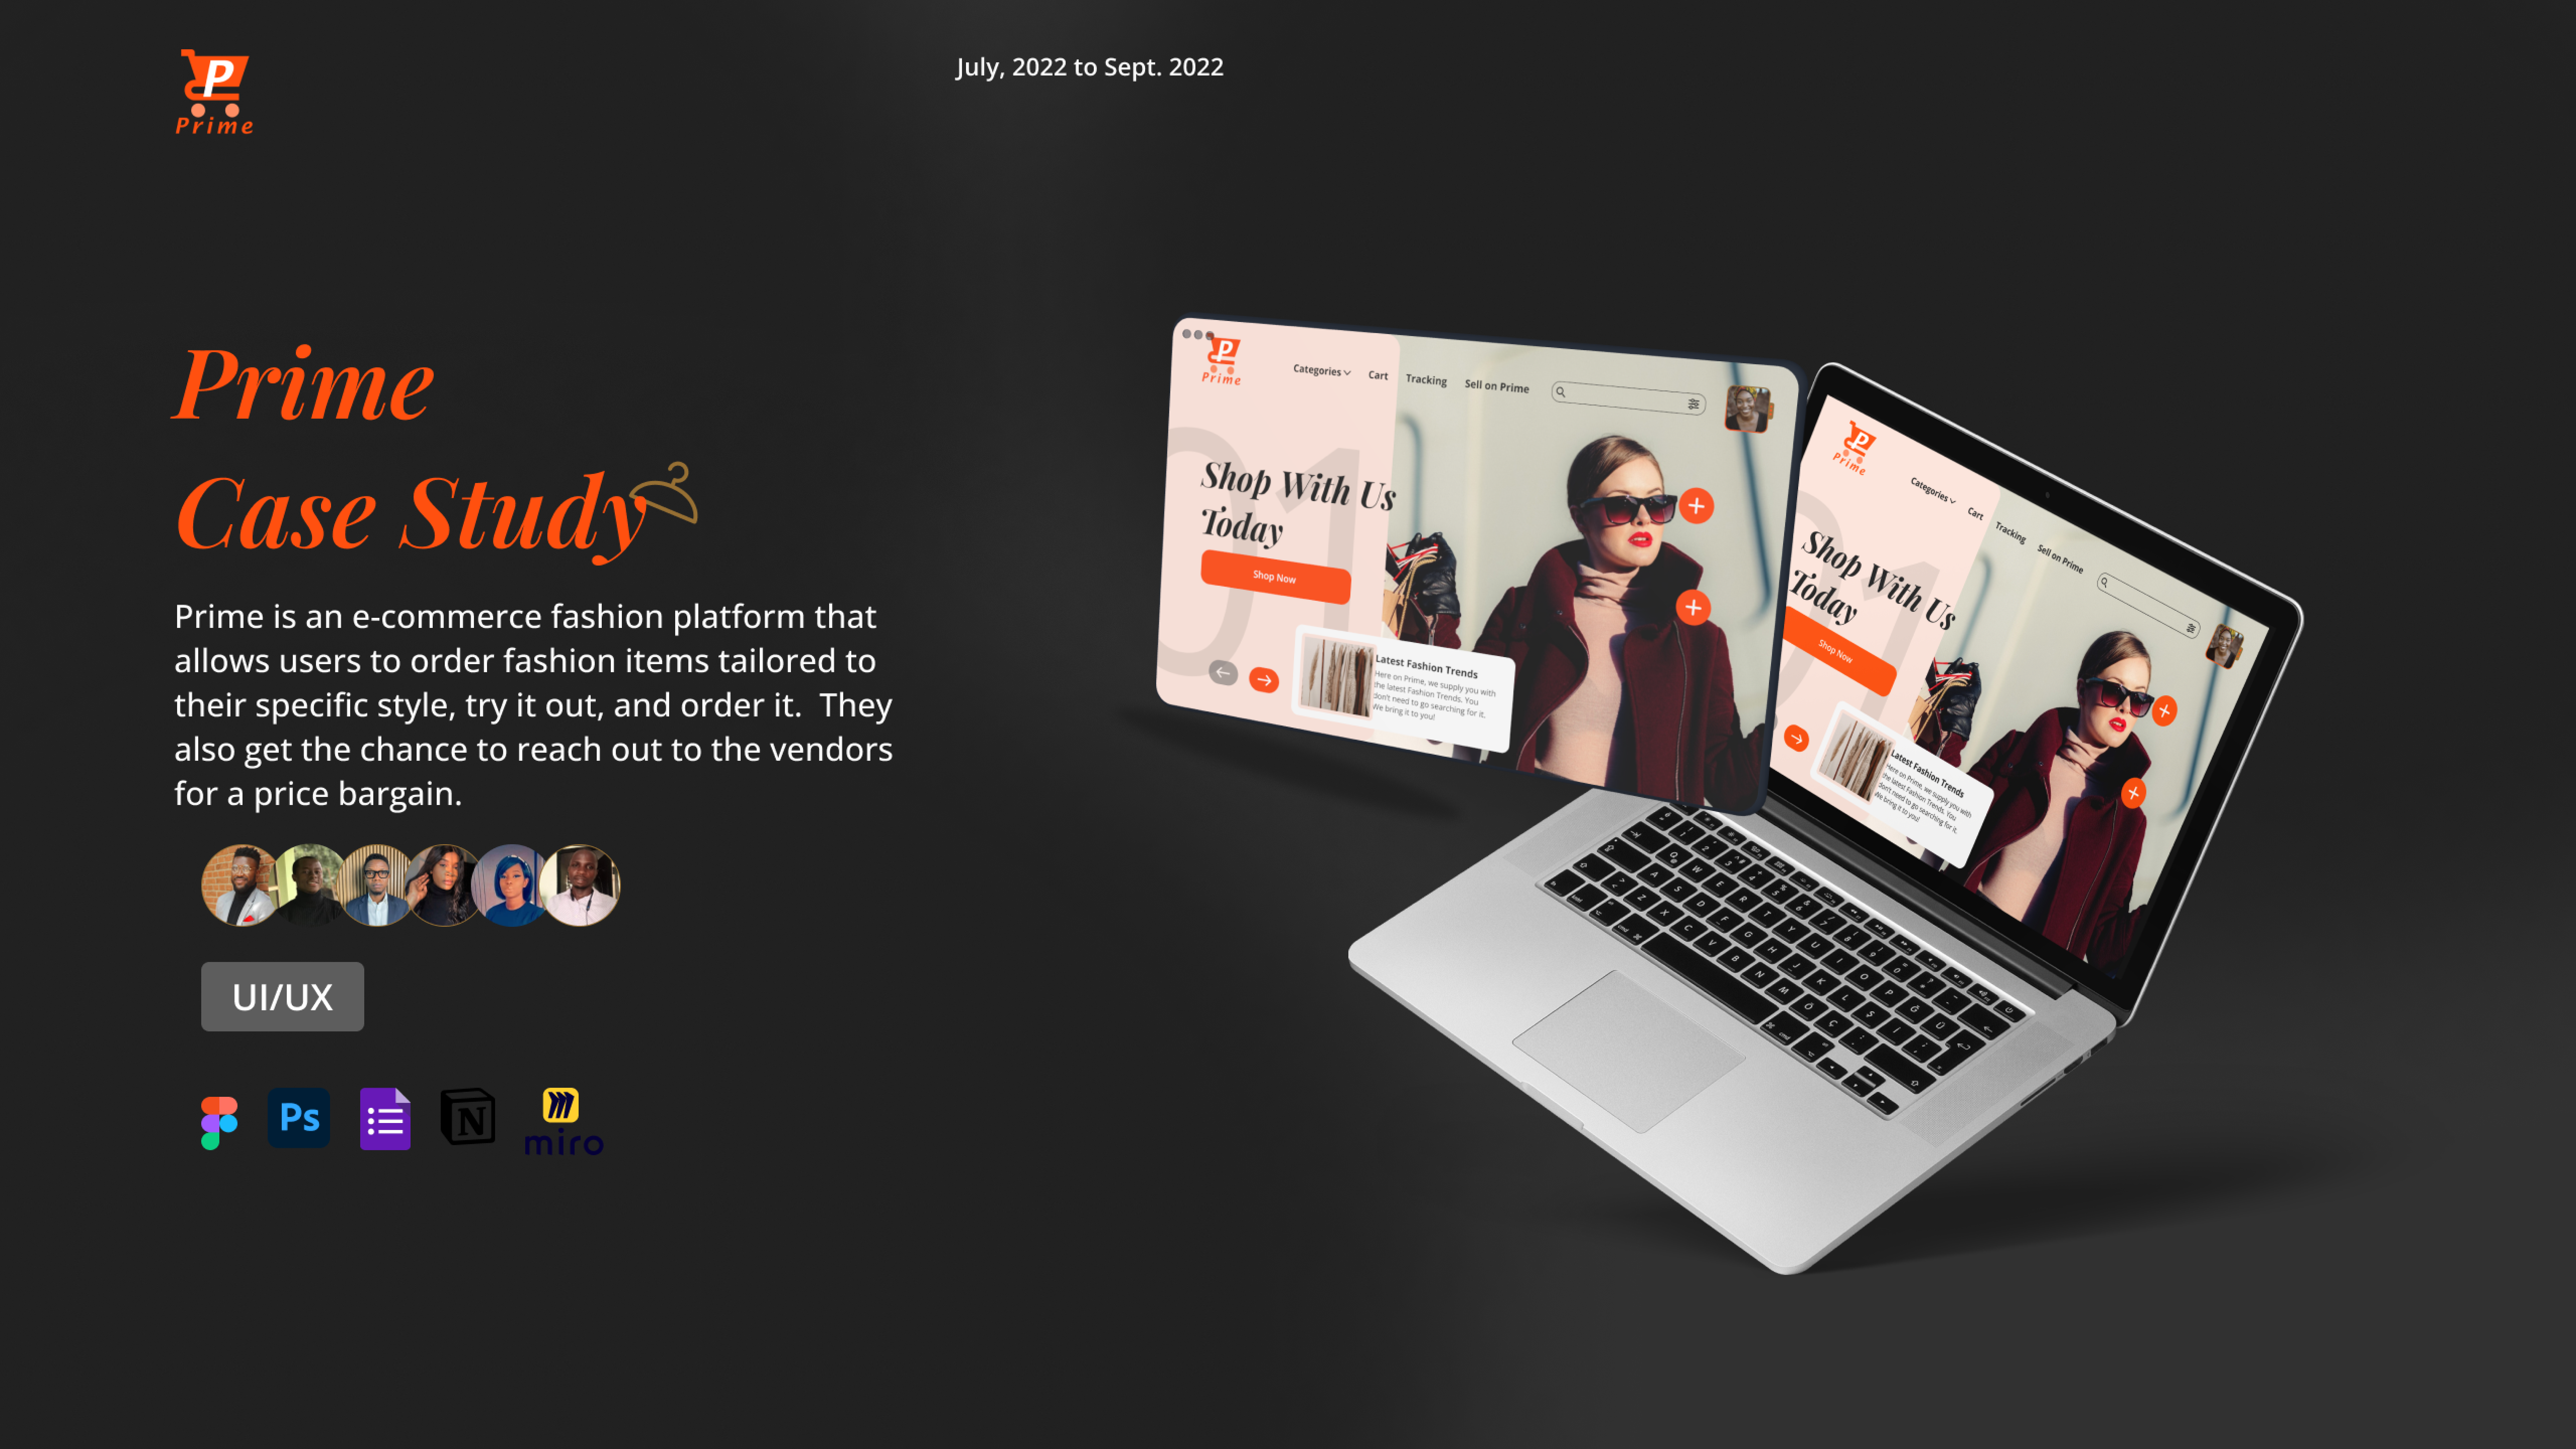 P
Prime
July, 2022 to Sept. 2022
Prime
Case Study
Prime is an e-commerce fashion platform that
allows users to order fashion items tailored to
their specific style, try it out, and order it. They
also get the chance to reach out to the vendors
for a price bargain.
UI/UX
Ps
N
miro
P
Prime
Categories
Cart
Tracking
Sell on Prime
01
Shop With Us
Today
Shop Now
Latest Fashion Trends
Here on Prime, we supply you with
the latest Fashion Trends. You
don't need to go searching for it,
We bring it to you!
P
Prime
Categories
Cart
Tracking
Sell on Prime
Shop With Us
Today
Shop Now
Latest Fashion Trends
Here on Prime, we supply you with
the latest Fashion Trends. You
don't need to go searching for it,
We bring it to you!